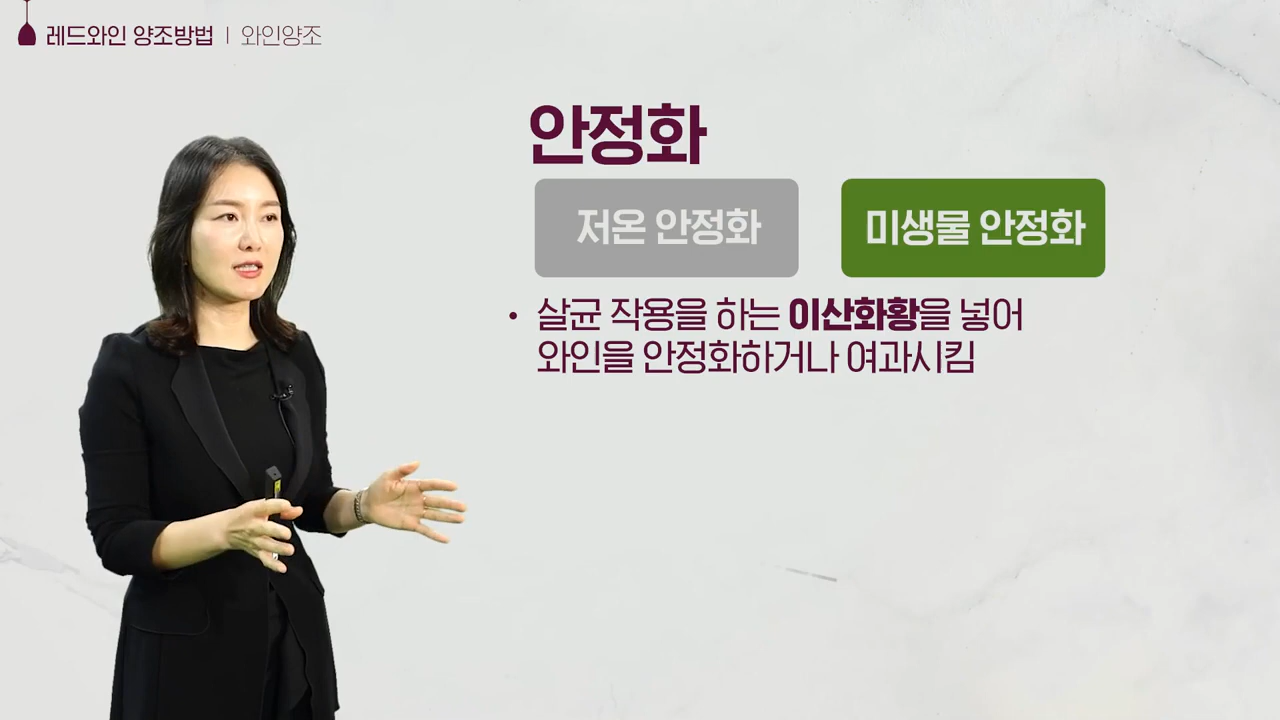 레드와인 양조방법 | 와인양조
안정화
저온 안정화
미생물 안정화
• 살균 작용을 하는 이산화황을 넣어
와인을 안정화하거나 여과시킴